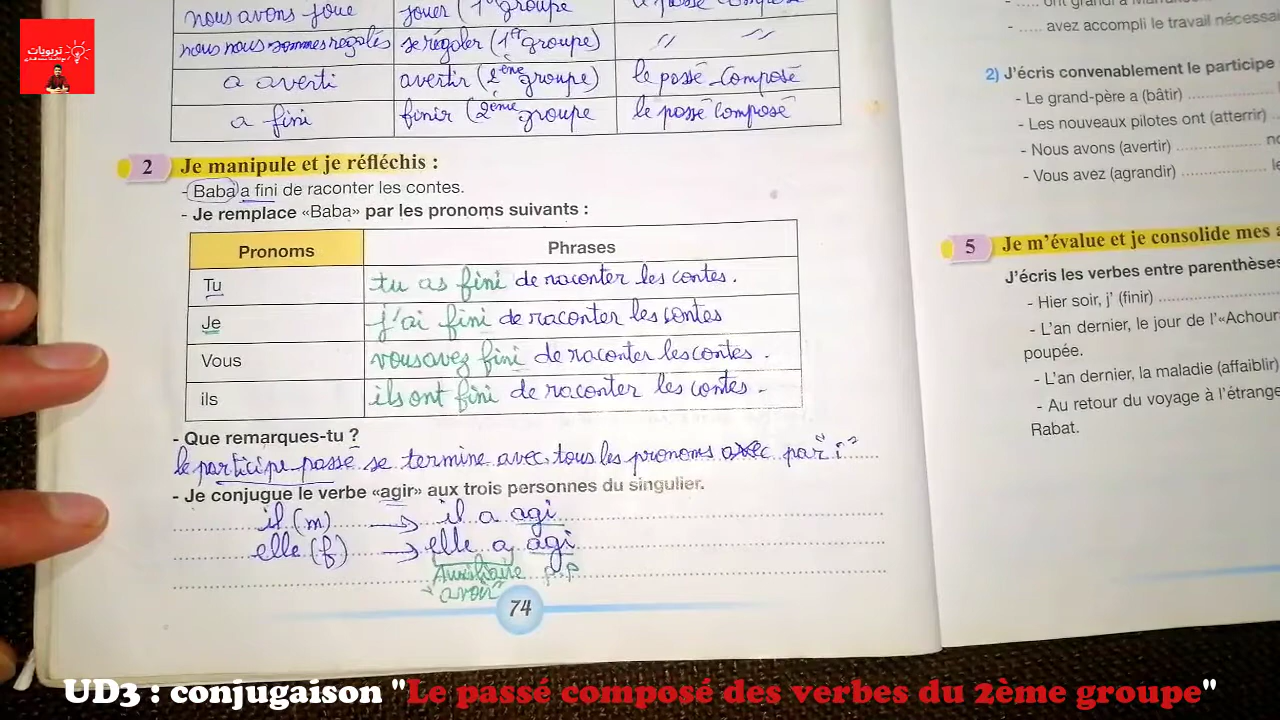 nous avons joué jouer (1er groupe) le passé composé
nous nous sommes régalés se régoler (1er groupe) // //
a averti avertir (2ème groupe) le passé composé
a fini finir (2ème groupe le passé composé
2 Je manipule et je réfléchis :
- Baba a fini de raconter les contes.
- Je remplace «Baba» par les pronoms suivants :
Pronoms Phrases
Tu tu as fini de raconter les contes.
Je j'ai fini de raconter les contes
Vous vous avez fini de raconter les contes.
ils ils ont fini de raconter les contes.
- Que remarques-tu ?
le participe passé se termine avec tous les pronoms avec par "i"
- Je conjugue le verbe «agir» aux trois personnes du singulier.
il (m) → il a agi
elle (f) → elle a agi
Auxiliaire p.p
"avoir"
74
..... ont grandi à
- ..... avez accompli le travail
2) J'écris convenablement le participe
- Le grand-père a (bâtir)
- Les nouveaux pilotes ont (atterrir)
- Nous avons (avertir)
- Vous avez (agrandir)
5 Je m'évalue et je consolide mes
J'écris les verbes entre parenthèses
- Hier soir, j' (finir)
- L'an dernier, le jour de l'«Achour
poupée.
- L'an dernier, la maladie (affaiblir)
- Au retour du voyage à l'étrange
Rabat.
تربويات
UD3 : conjugaison "Le passé composé des verbes du 2ème groupe"